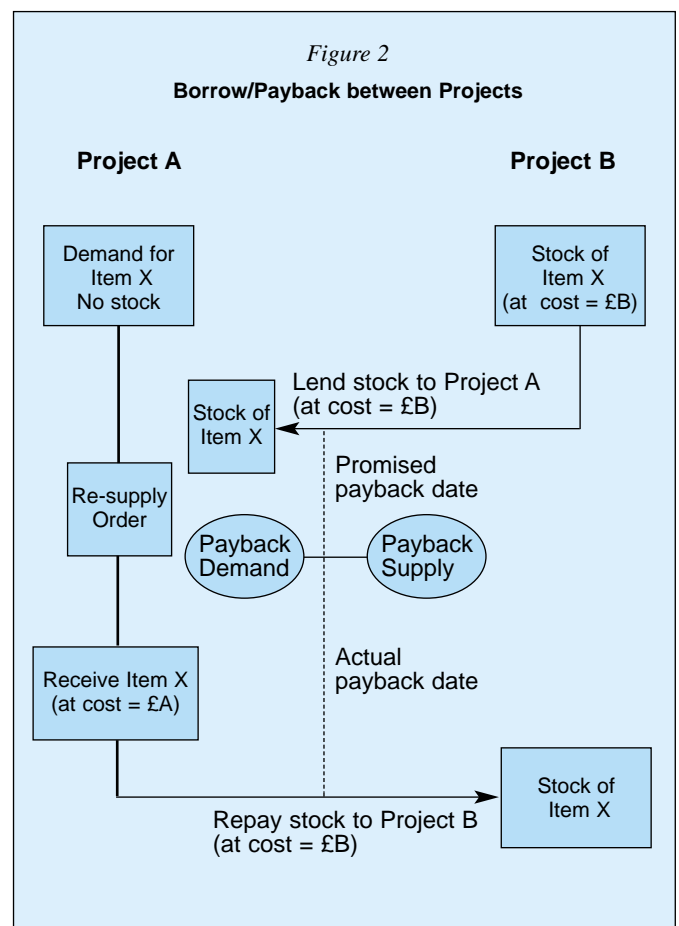 Figure 2
Borrow/Payback between Projects
Project A
Project B
Demand for
Item X
No stock
Stock of
Item X
(at cost = £B)
Lend stock to Project A
(at cost = £B)
Stock of
Item X
Promised
payback date
Re-supply
Order
Payback
Demand
Payback
Supply
Actual
payback date
Receive Item X
(at cost = £A)
Stock of
Item X
Repay stock to Project B
(at cost = £B)